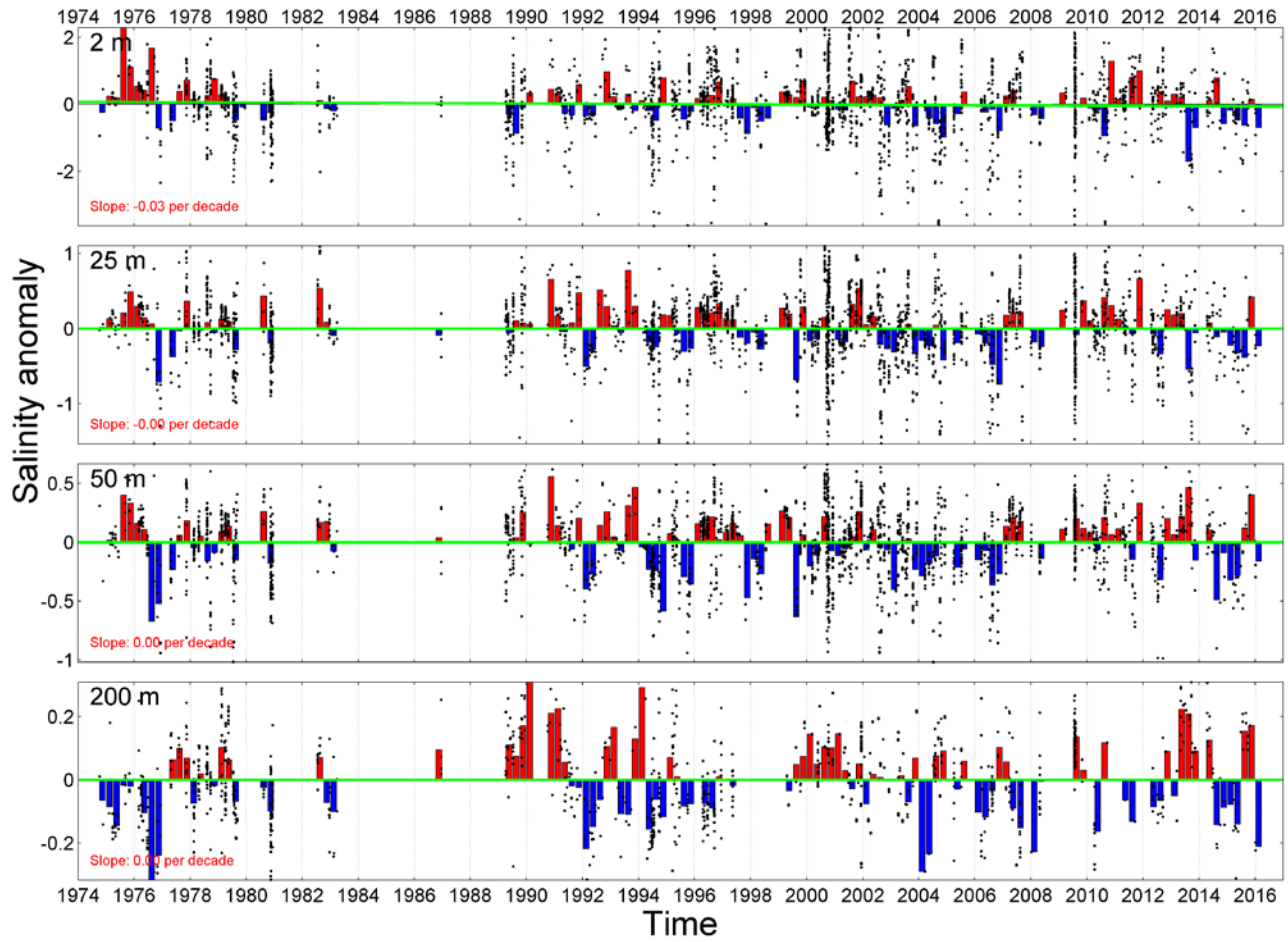 1974 1976 1978 1980 1982 1984 1986 1988 1990 1992 1994 1996 1998 2000 2002 2004 2006 2008 2010 2012 2014 2016
2 m
2
0
-2
Slope: -0.03 per decade
25 m
1
0
-1
Slope: -0.00 per decade
Salinity anomaly
50 m
0.5
0
-0.5
-1
Slope: 0.00 per decade
200 m
0.2
0
-0.2
Slope: 0.00 per decade
1974 1976 1978 1980 1982 1984 1986 1988 1990 1992 1994 1996 1998 2000 2002 2004 2006 2008 2010 2012 2014 2016
Time